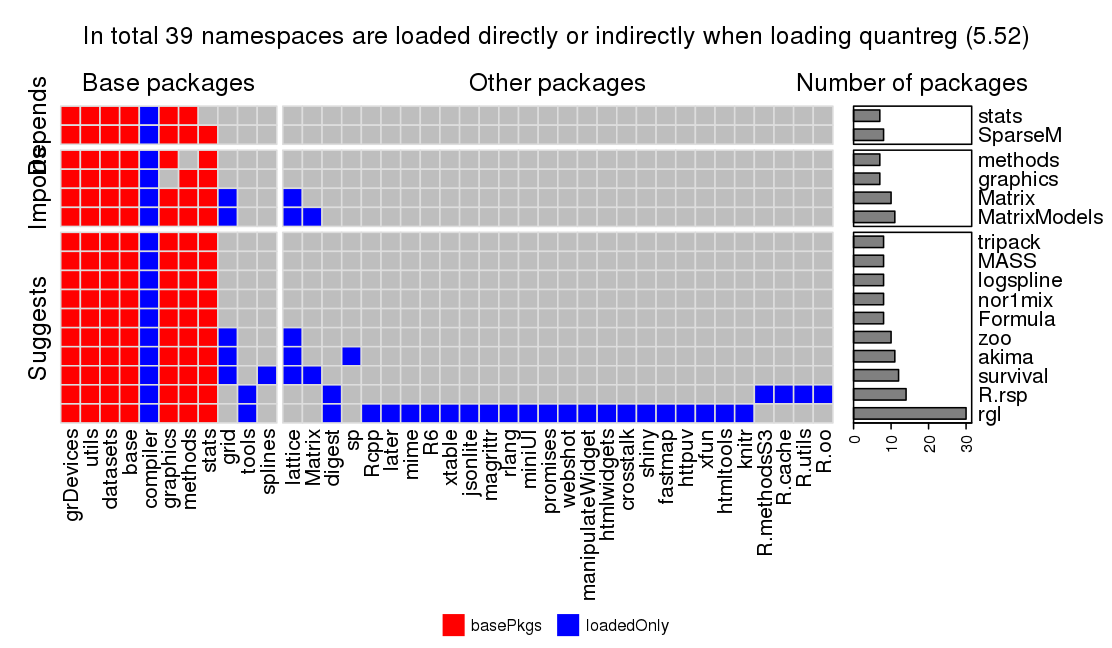 In total 39 namespaces are loaded directly or indirectly when loading quantreg (5.52)
Base packages
Other packages
Number of packages
Depends
Imports
Suggests
stats
SparseM
methods
graphics
Matrix
MatrixModels
tripack
MASS
logspline
nor1mix
Formula
zoo
akima
survival
R.rsp
rgl
0
10
20
30
grDevices
utils
datasets
base
compiler
graphics
methods
stats
grid
tools
splines
lattice
Matrix
digest
sp
Rcpp
later
mime
R6
xtable
jsonlite
magrittr
rlang
miniUI
promises
webshot
manipulateWidget
htmlwidgets
crosstalk
shiny
fastmap
httpuv
xfun
htmltools
knitr
R.methodsS3
R.cache
R.utils
R.oo
basePkgs
loadedOnly